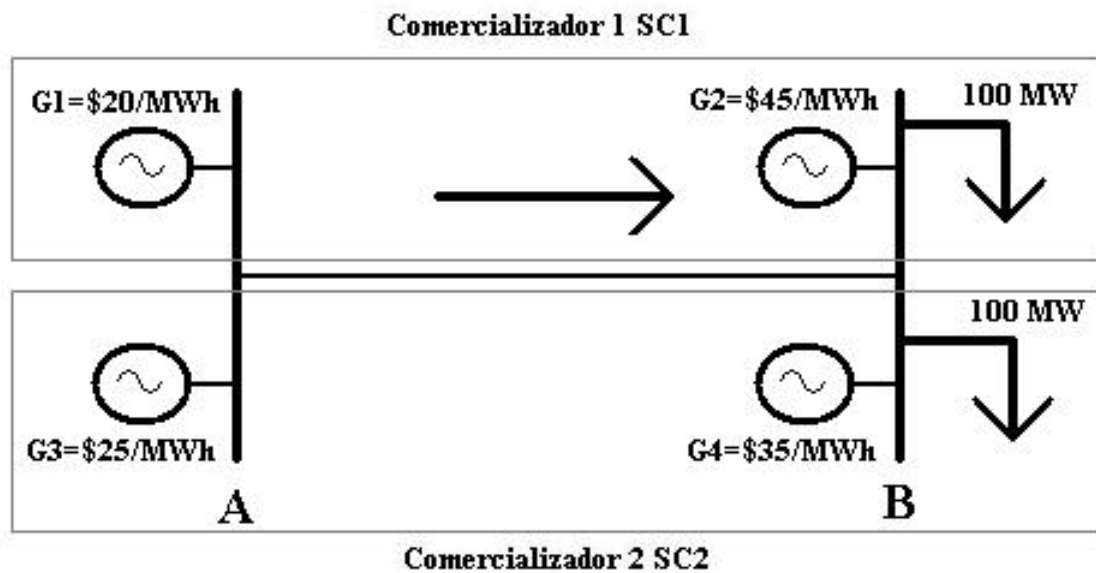 Comercializador 1 SC1
G1=$20/MWh
G2=$45/MWh
100 MW
100 MW
G3=$25/MWh
G4=$35/MWh
A
B
Comercializador 2 SC2